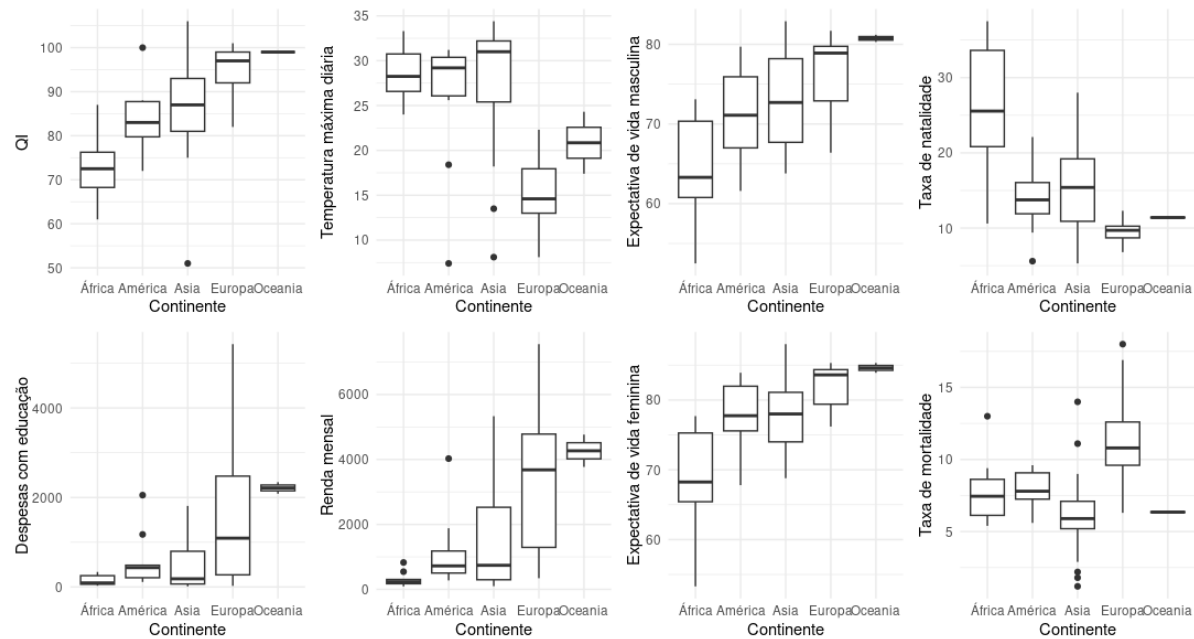 QI
100
90
80
70
60
50
África América Asia Europa Oceania
Continente
Temperatura máxima diária
35
30
25
20
15
10
África América Asia Europa Oceania
Continente
Expectativa de vida masculina
80
70
60
África América Asia Europa Oceania
Continente
Taxa de natalidade
30
20
10
África América Asia Europa Oceania
Continente
Despesas com educação
4000
2000
0
África América Asia Europa Oceania
Continente
Renda mensal
6000
4000
2000
0
África América Asia Europa Oceania
Continente
Expectativa de vida feminina
80
70
60
África América Asia Europa Oceania
Continente
Taxa de mortalidade
15
10
5
África América Asia Europa Oceania
Continente